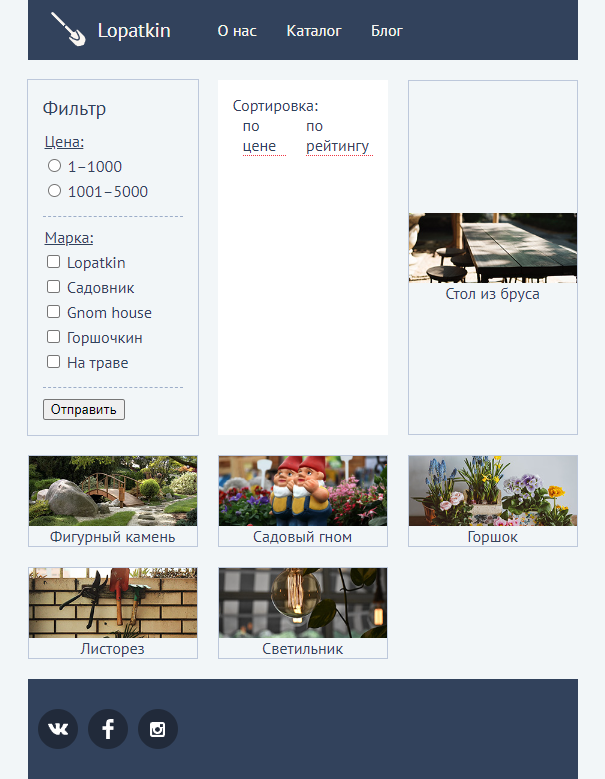 Lopatkin
О нас
Каталог
Блог
Фильтр
Цена:
1–1000
1001–5000
Марка:
Lopatkin
Садовник
Gnom house
Горшочкин
На траве
Отправить
Сортировка:
по
цене
по
рейтингу
Стол из бруса
Фигурный камень
Садовый гном
Горшок
Листорез
Светильник